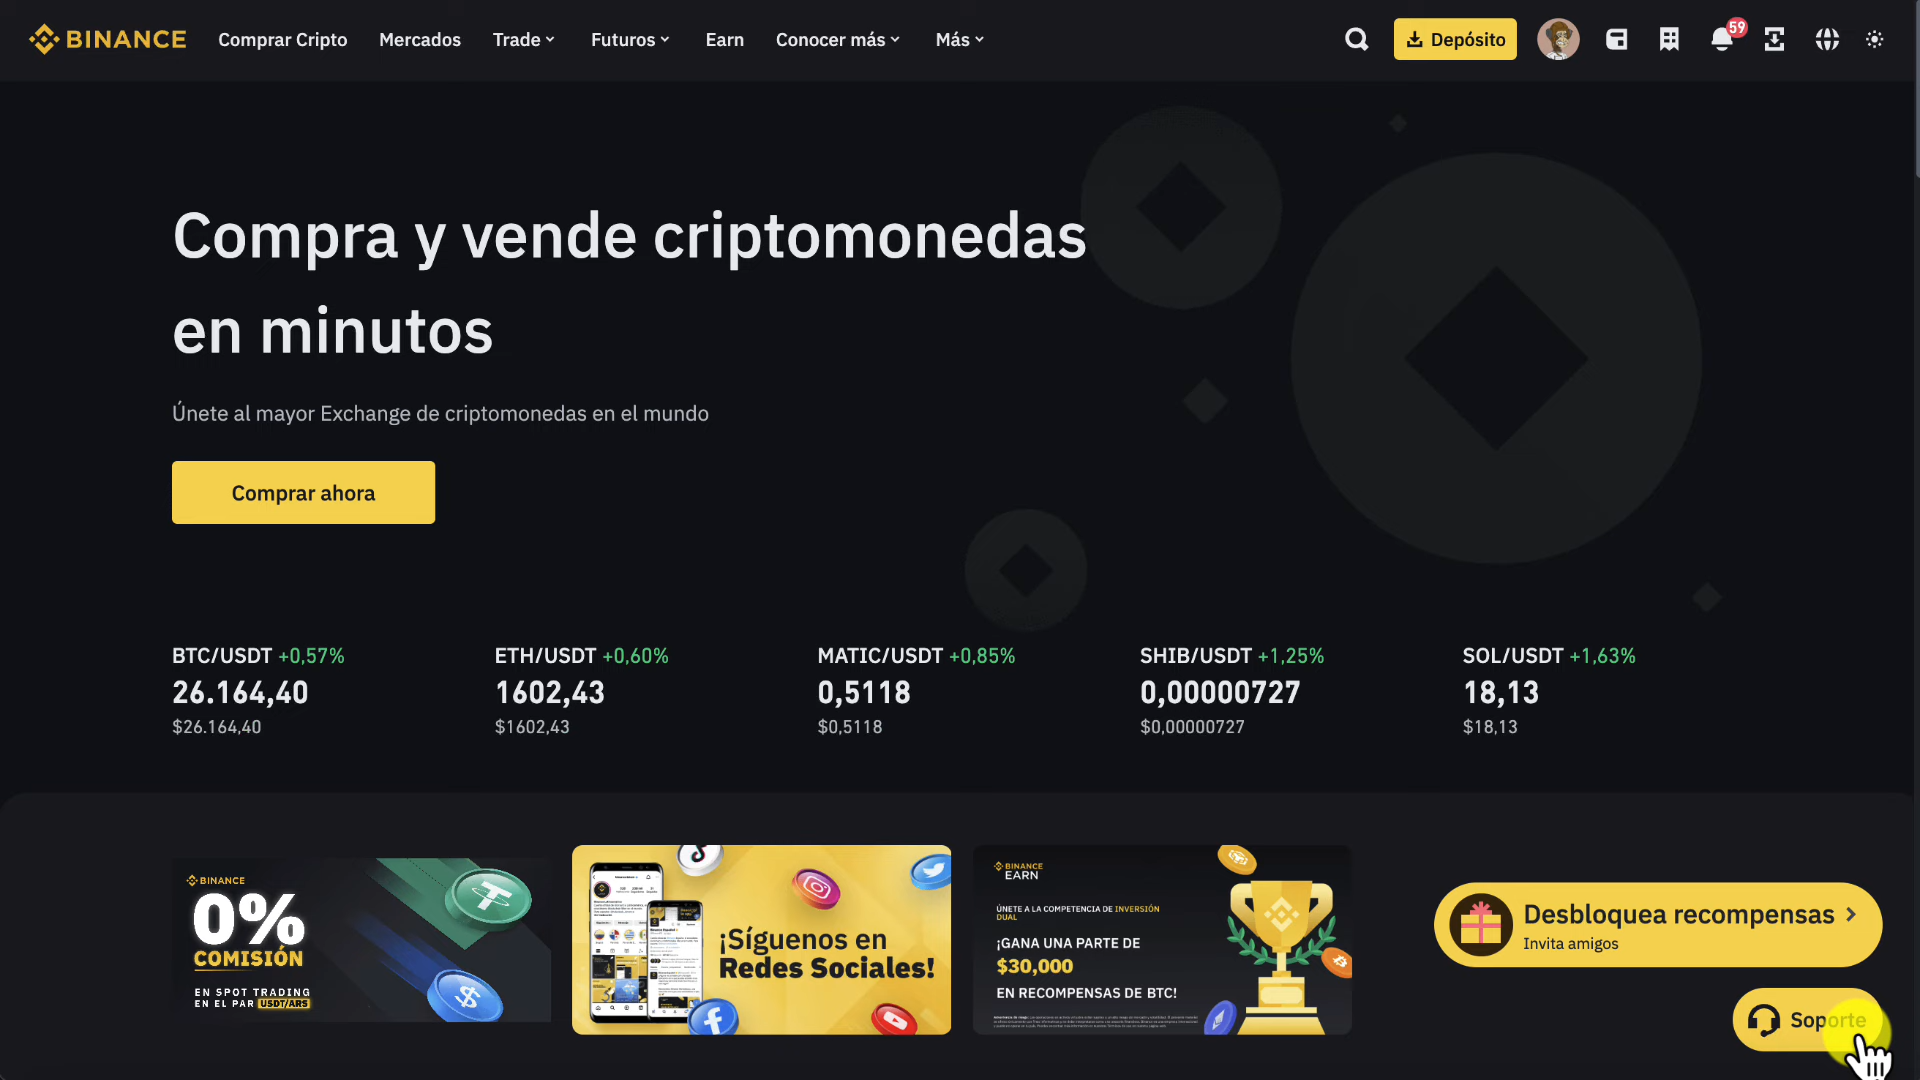 BINANCE
Comprar Cripto
Mercados
Trade
Futuros
Earn
Conocer más
Más
Depósito
59
Compra y vende criptomonedas
en minutos
Únete al mayor Exchange de criptomonedas en el mundo
Comprar ahora
BTC/USDT +0,57%
26.164,40
$26.164,40
ETH/USDT +0,60%
1602,43
$1602,43
MATIC/USDT +0,85%
0,5118
$0,5118
SHIB/USDT +1,25%
0,00000727
$0,00000727
SOL/USDT +1,63%
18,13
$18,13
BINANCE
0%
COMISIÓN
EN SPOT TRADING
EN EL PAR USDT/ARS
¡Síguenos en
Redes Sociales!
BINANCE
EARN
ÚNETE A LA COMPETENCIA DE INVERSIÓN
DUAL
¡GANA UNA PARTE DE
$30,000
EN RECOMPENSAS DE BTC!
Desbloquea recompensas
Invita amigos
Soporte